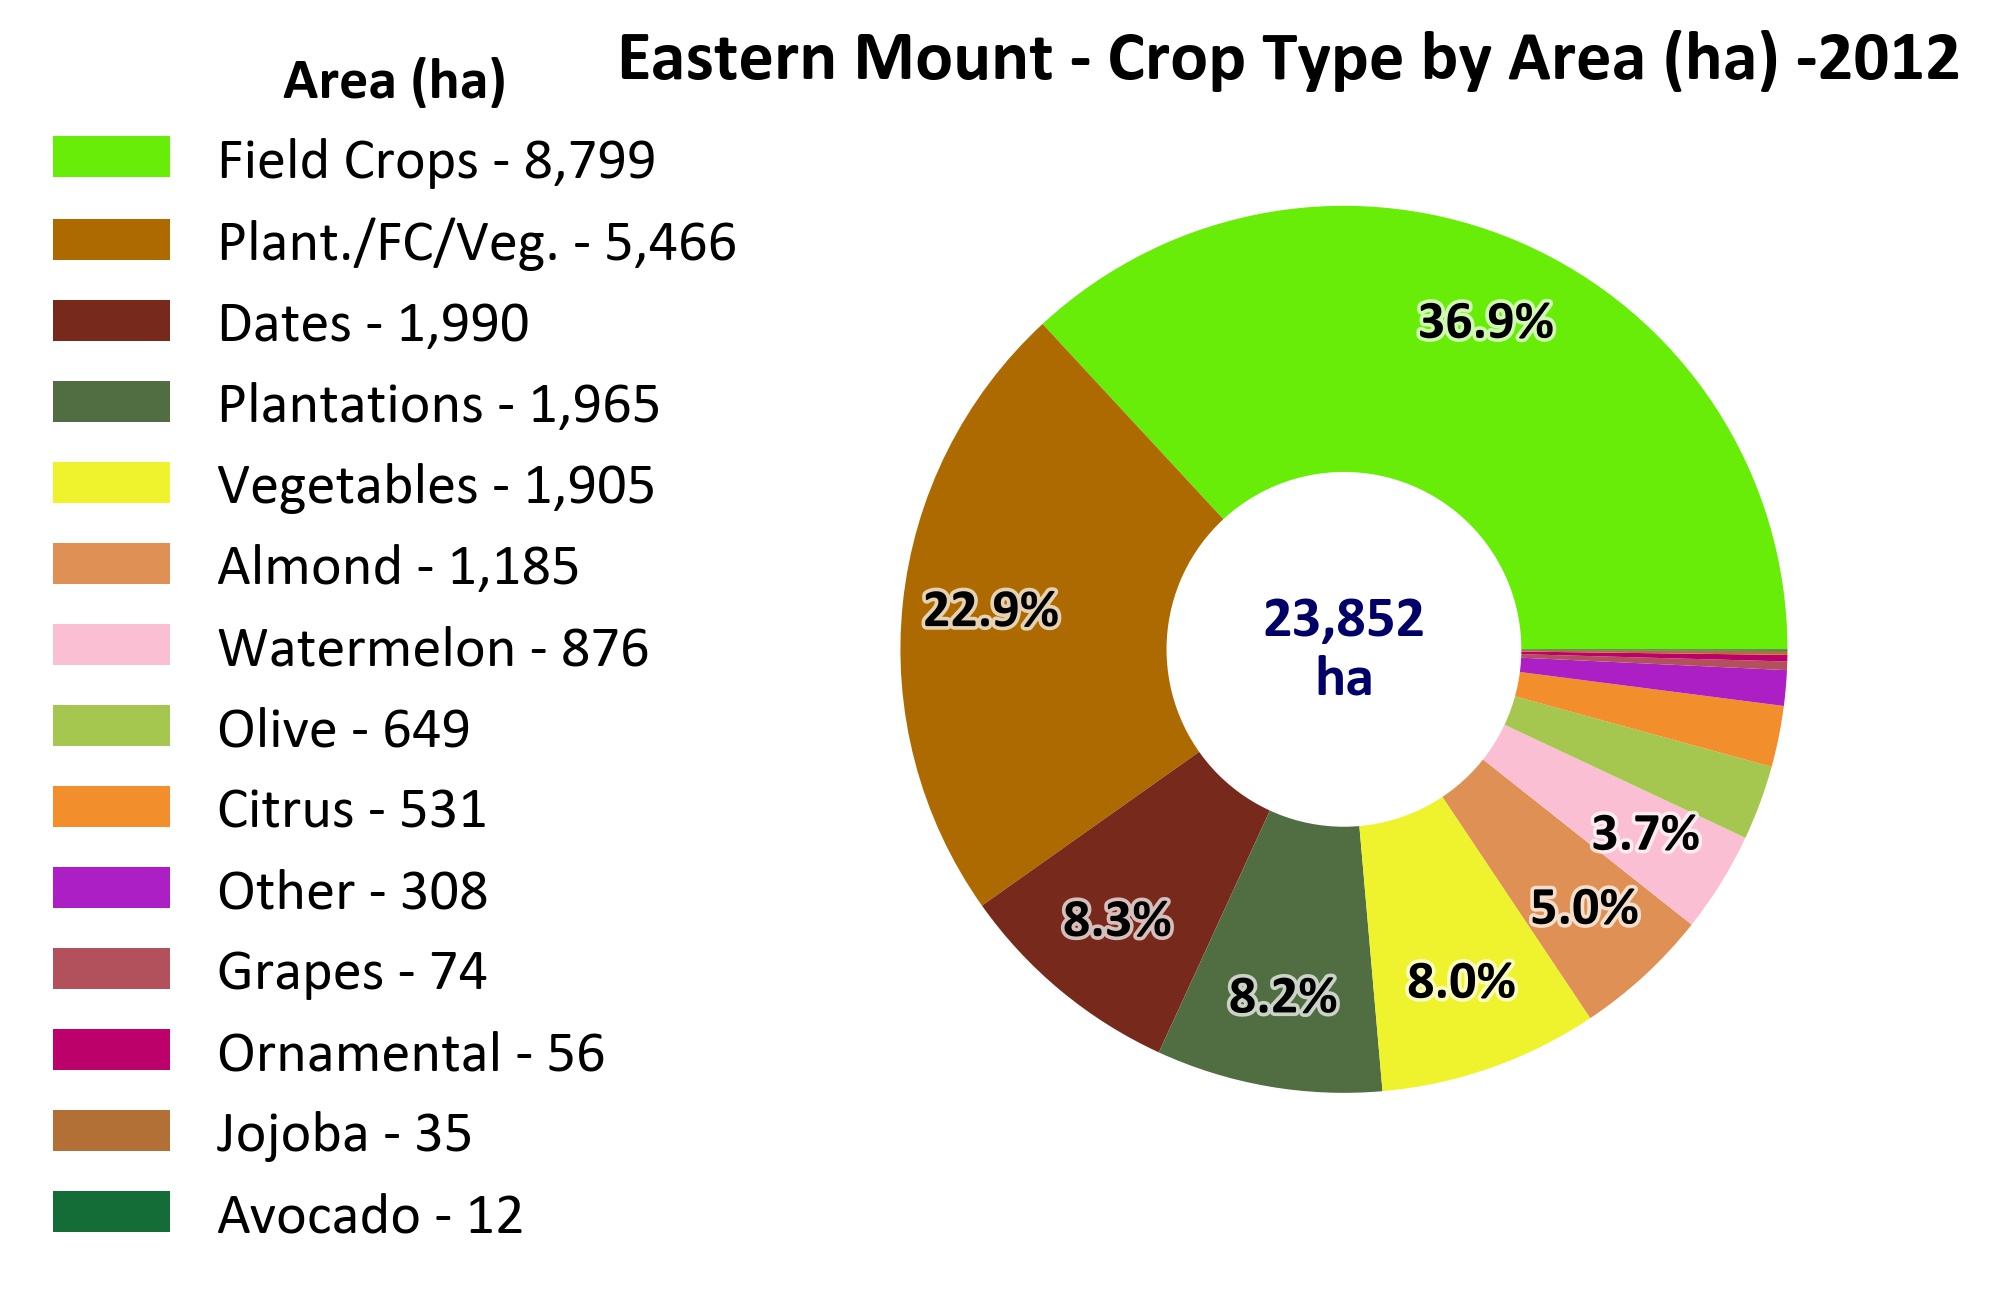 Eastern Mount - Crop Type by Area (ha) -2012
Area (ha)
Field Crops - 8,799
Plant./FC/Veg. - 5,466
Dates - 1,990
Plantations - 1,965
Vegetables - 1,905
Almond - 1,185
Watermelon - 876
Olive - 649
Citrus - 531
Other - 308
Grapes - 74
Ornamental - 56
Jojoba - 35
Avocado - 12
36.9%
22.9%
8.3%
8.2%
8.0%
5.0%
3.7%
23,852
ha